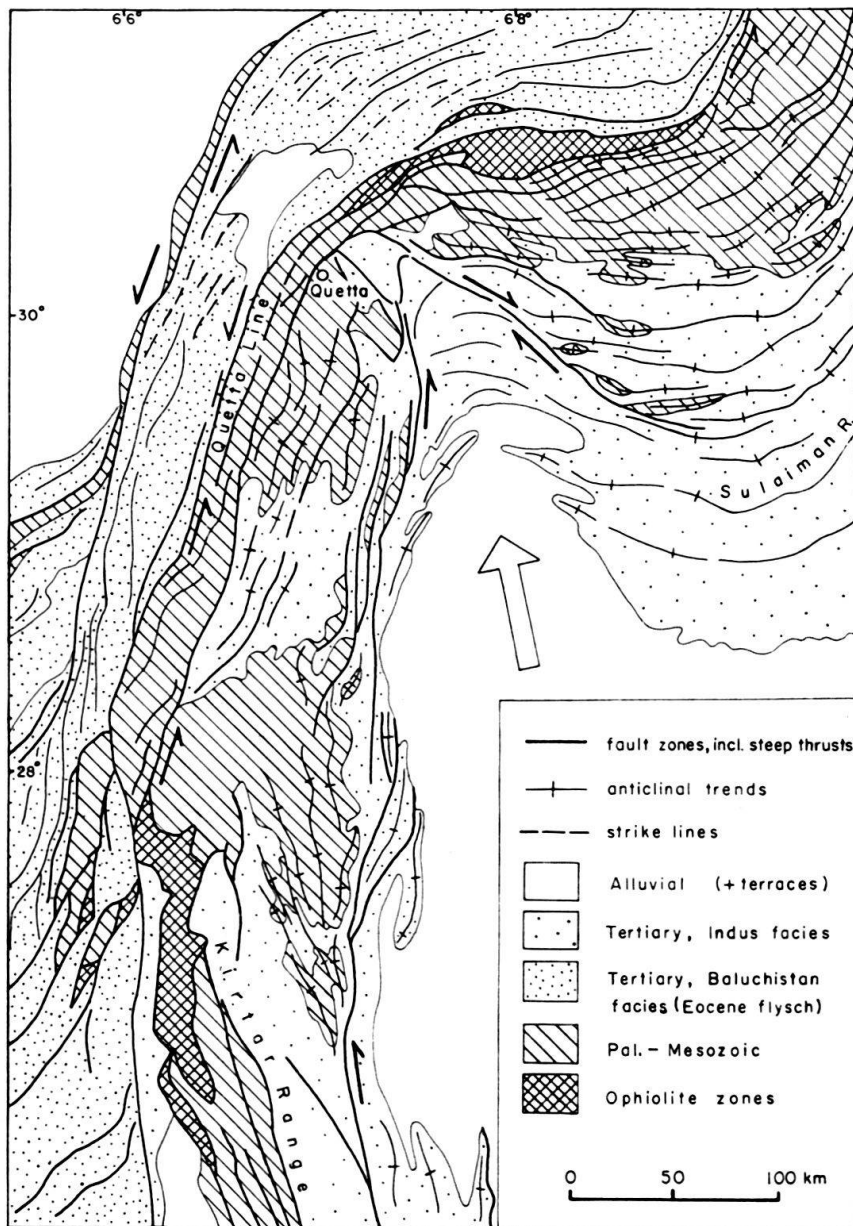 66°
68°
Quetta
30°
Quetta Line
Sulaiman R.
28°
Kirtar Range
fault zones, incl. steep thrusts
anticlinal trends
strike lines
Alluvial (+ terraces)
Tertiary, Indus facies
Tertiary, Baluchistan
facies (Eocene flysch)
Pal. - Mesozoic
Ophiolite zones
0 50 100 km